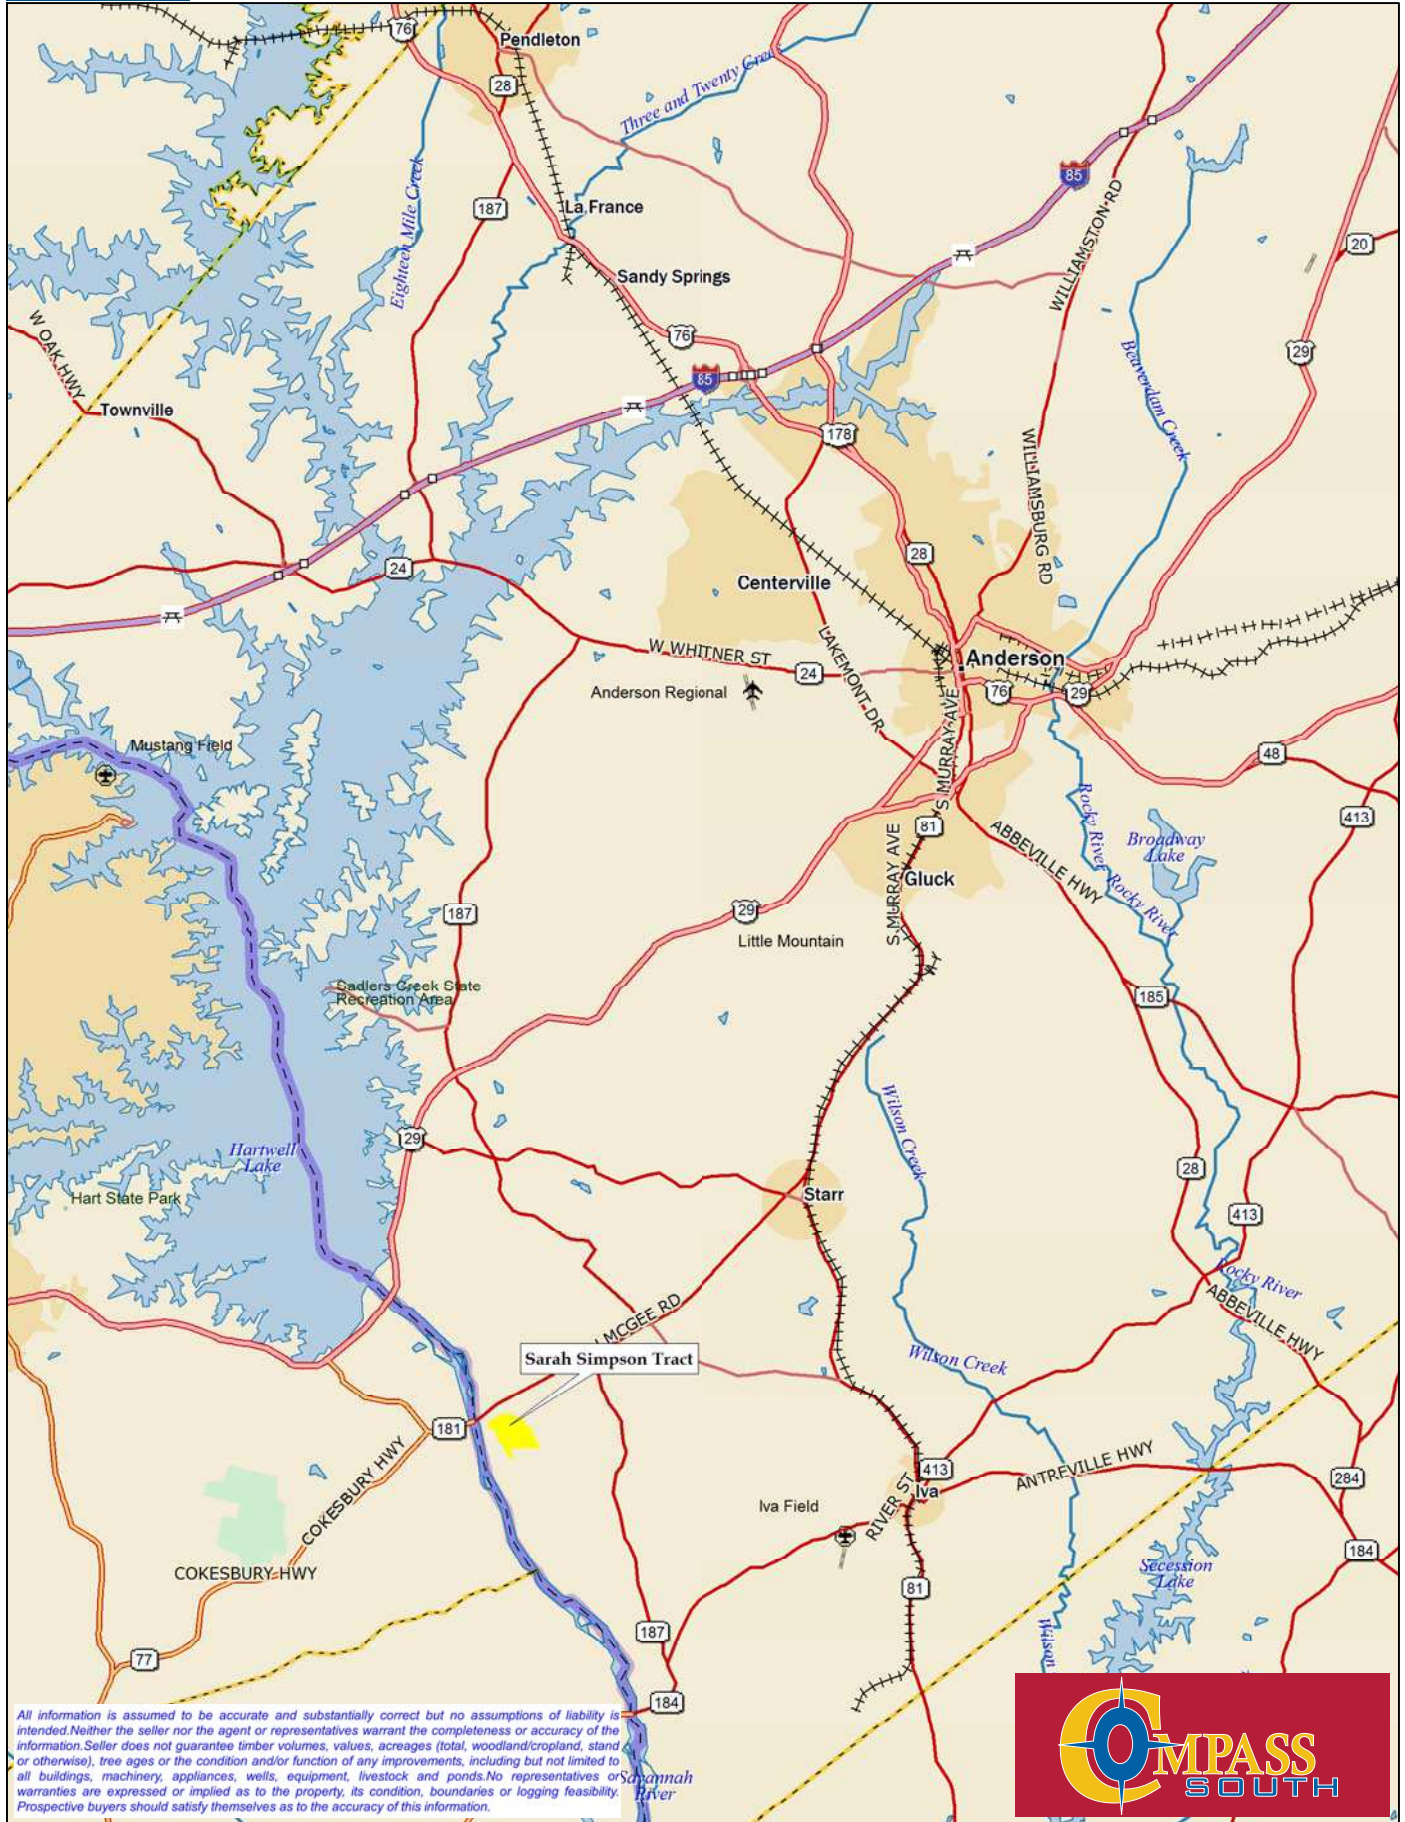 76
Pendleton
28
Three and Twenty Creek
85
187
La France
Eighteen Mile Creek
WILLIAMSTON RD
20
Sandy Springs
W OAK HWY
76
29
Beaverdam Creek
85
Townville
178
WILLIAMSBURG RD
28
24
Centerville
LAKEMONT DR
W WHITNER ST
Anderson
24
Anderson Regional
76
29
S MURRAY AVE
Mustang Field
48
Rocky River
413
81
ABBEVILLE HWY
Broadway
Lake
S MURRAY AVE
Gluck
Rocky River
187
29
Little Mountain
Sadlers Creek State
Recreation Area
185
Wilson Creek
29
Hartwell
Lake
28
Hart State Park
Starr
413
Rocky River
ABBEVILLE HWY
MCGEE RD
Sarah Simpson Tract
Wilson Creek
181
COKESBURY HWY
413
ANTREVILLE HWY
284
Iva
RIVER ST
Iva Field
184
COKESBURY HWY
Secession
Lake
81
187
Wilson
77
184
All information is assumed to be accurate and substantially correct but no assumptions of liability is
intended.Neither the seller nor the agent or representatives warrant the completeness or accuracy of the
information.Seller does not guarantee timber volumes, values, acreages (total, woodland/cropland, stand
or otherwise), tree ages or the condition and/or function of any improvements, including but not limited to
all buildings, machinery, appliances, wells, equipment, livestock and ponds.No representatives or
warranties are expressed or implied as to the property, its condition, boundaries or logging feasibility.
Prospective buyers should satisfy themselves as to the accuracy of this information.
Savannah
River
COMPASS
SOUTH